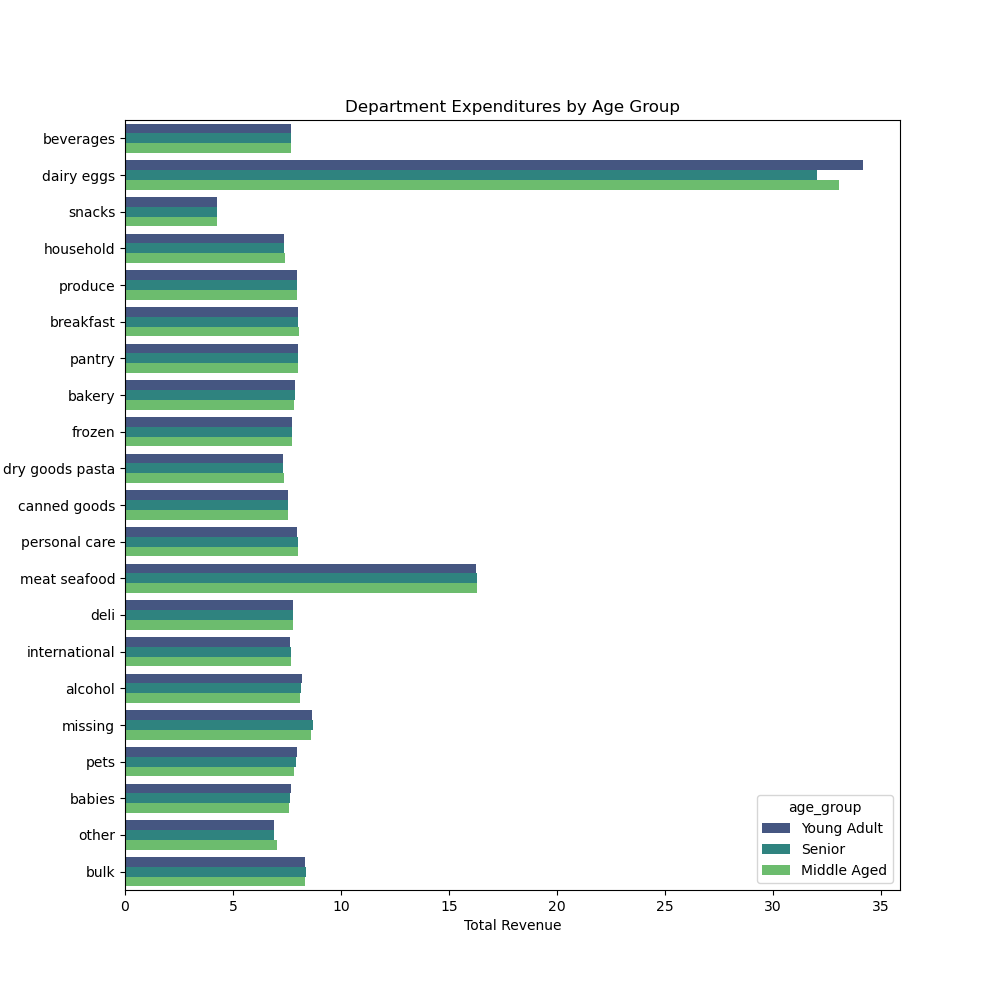 Department Expenditures by Age Group
beverages
dairy eggs
snacks
household
produce
breakfast
pantry
bakery
frozen
dry goods pasta
canned goods
personal care
meat seafood
deli
international
alcohol
missing
pets
babies
other
bulk
age_group
Young Adult
Senior
Middle Aged
0 5 10 15 20 25 30 35
Total Revenue